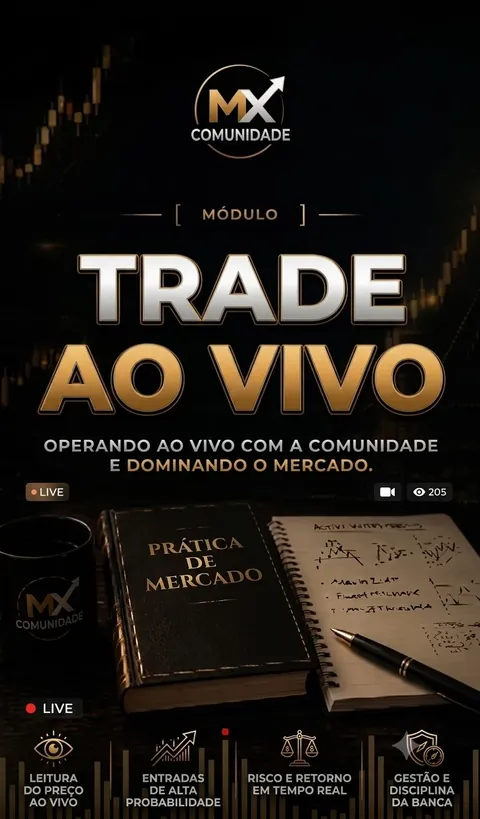 MX
COMUNIDADE
[ MÓDULO ]
TRADE
AO VIVO
OPERANDO AO VIVO COM A COMUNIDADE
E DOMINANDO O MERCADO.
LIVE
205
PRÁTICA
DE
MERCADO
MX
COMUNIDADE
LIVE
LEITURA
DO PREÇO
AO VIVO
ENTRADAS
DE ALTA
PROBABILIDADE
RISCO E RETORNO
EM TEMPO REAL
GESTÃO E
DISCIPLINA
DA BANCA